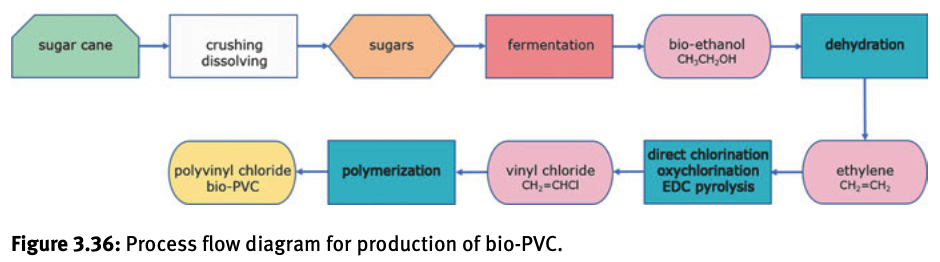 sugar cane
crushing
dissolving
sugars
fermentation
bio-ethanol
CH₃CH₂OH
dehydration
polyvinyl chloride
bio-PVC
polymerization
vinyl chloride
CH₂=CHCl
direct chlorination
oxychlorination
EDC pyrolysis
ethylene
CH₂=CH₂
Figure 3.36: Process flow diagram for production of bio-PVC.